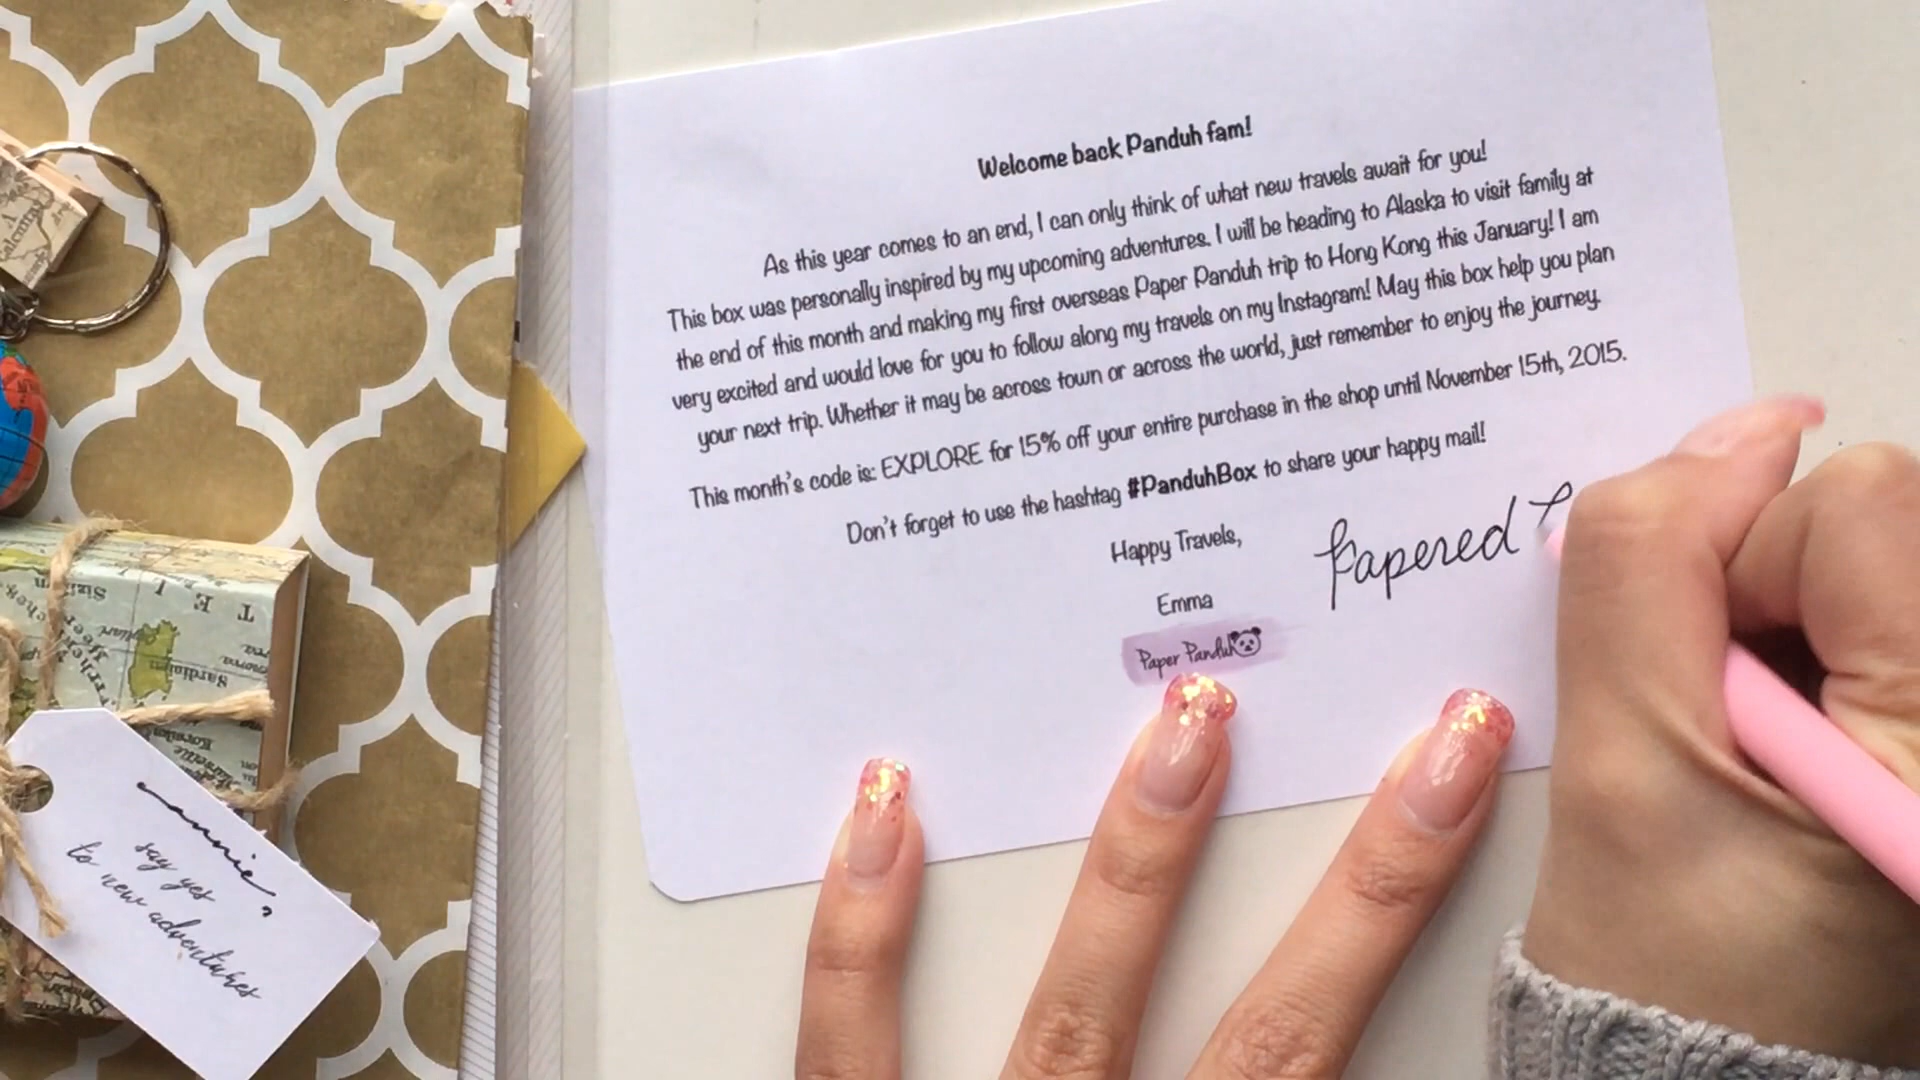 Welcome back Panduh fam!
As this year comes to an end, I can only think of what new travels await for you!
This box was personally inspired by my upcoming adventures. I will be heading to Alaska to visit family at
the end of this month and making my first overseas Paper Panduh trip to Hong Kong this January! I am
very excited and would love for you to follow along my travels on my Instagram! May this box help you plan
your next trip. Whether it may be across town or across the world, just remember to enjoy the journey.
This month's code is: EXPLORE for 15% off your entire purchase in the shop until November 15th, 2015.
Don't forget to use the hashtag #PanduhBox to share your happy mail!
Happy Travels,
Emma
Paper Panduh
Papered
annie,
say yes
to new adventures
T E I
Sardinien